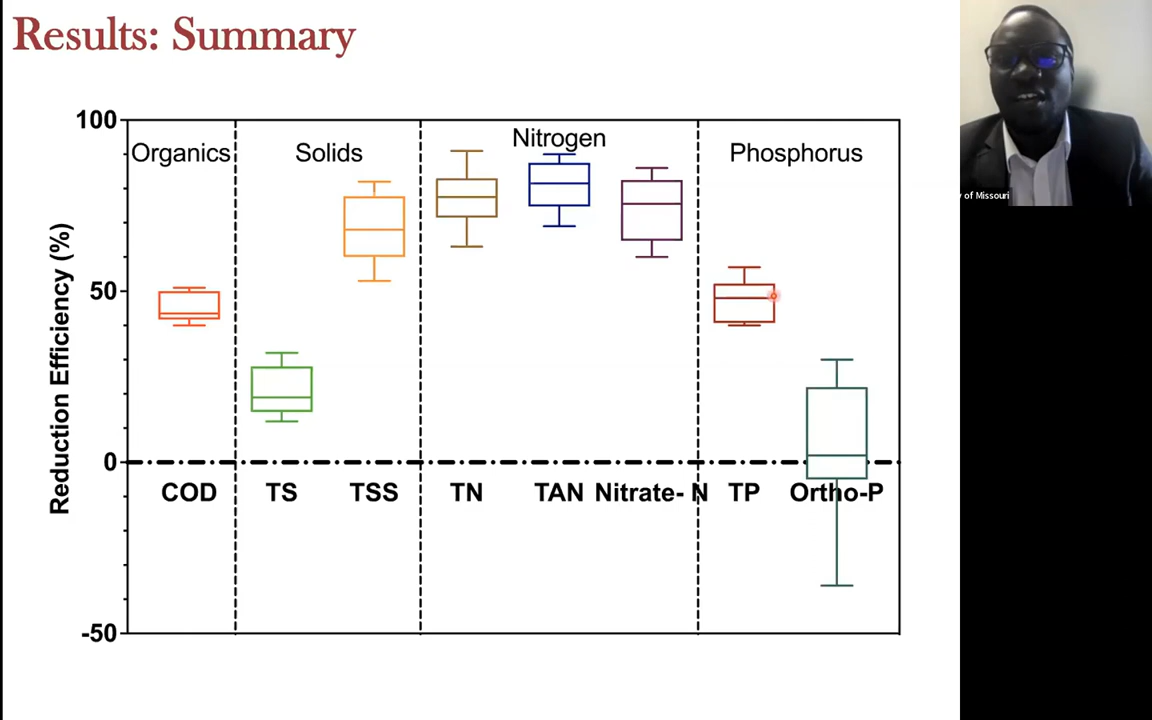 Results: Summary
100
50
0
-50
Reduction Efficiency (%)
Organics
Solids
Nitrogen
Phosphorus
COD
TS
TSS
TN
TAN
Nitrate- N
TP
Ortho-P
of Missouri